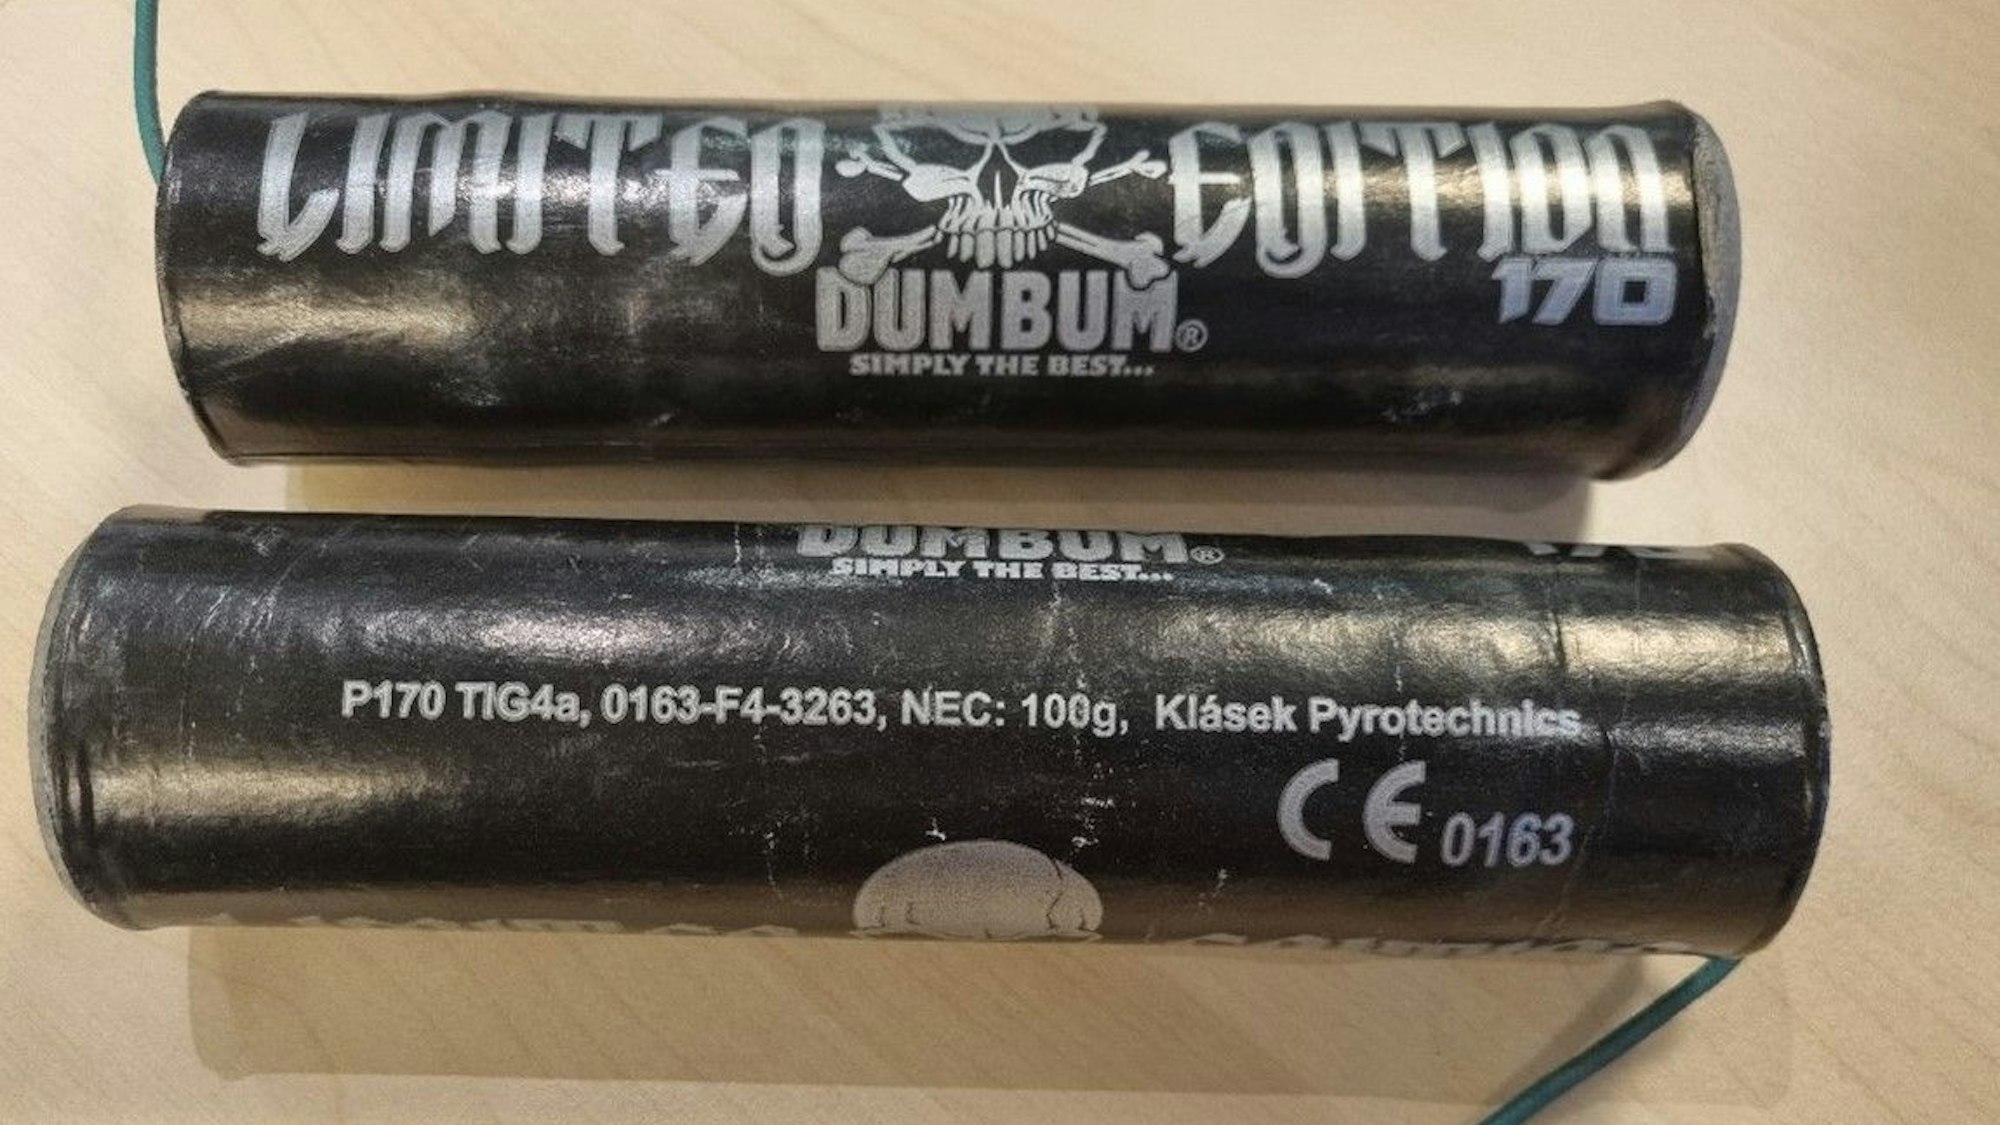 LIMITED EDITION
170
DUMBUM®
SIMPLY THE BEST...
DUMBUM®
SIMPLY THE BEST...
P170 TIG4a, 0163-F4-3263, NEC: 100g, Klásek Pyrotechnics
CE 0163